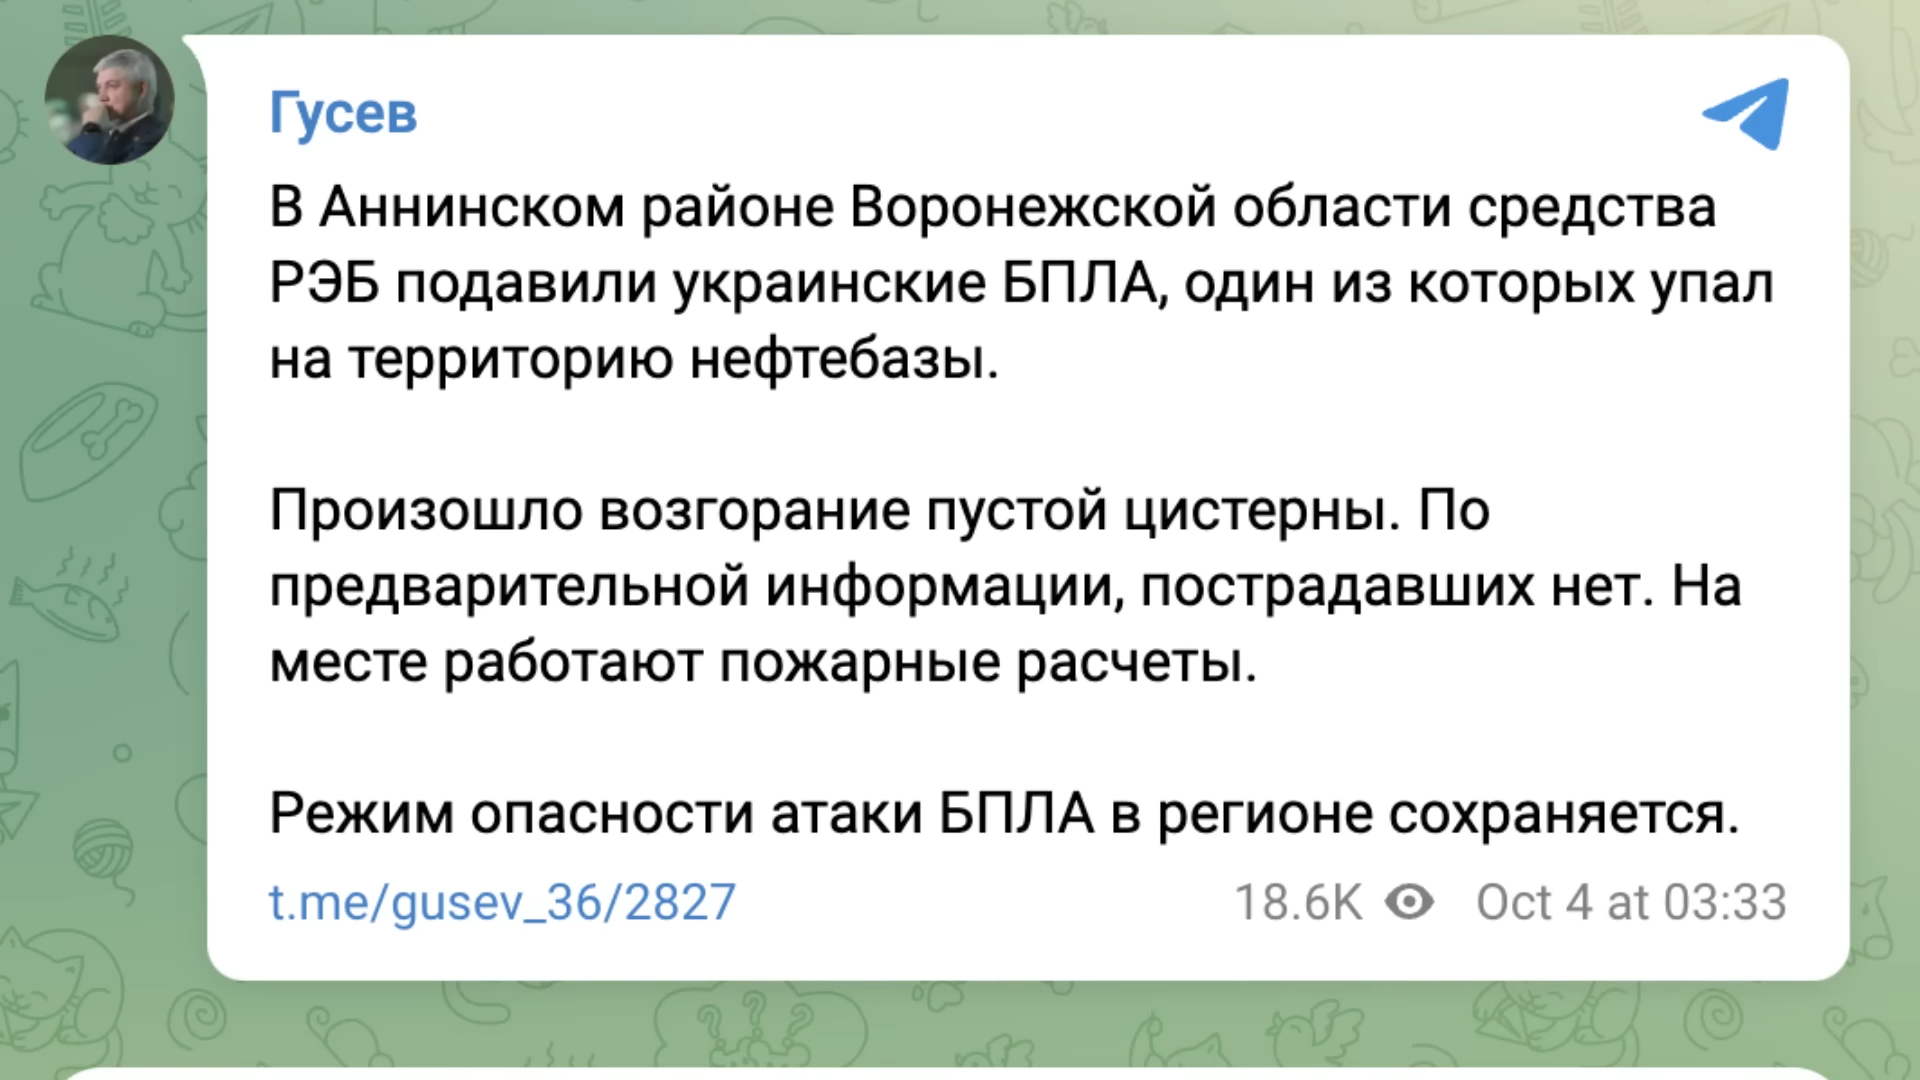 Гусев
В Аннинском районе Воронежской области средства
РЭБ подавили украинские БПЛА, один из которых упал
на территорию нефтебазы.
Произошло возгорание пустой цистерны. По
предварительной информации, пострадавших нет. На
месте работают пожарные расчеты.
Режим опасности атаки БПЛА в регионе сохраняется.
t.me/gusev_36/2827 18.6K Oct 4 at 03:33